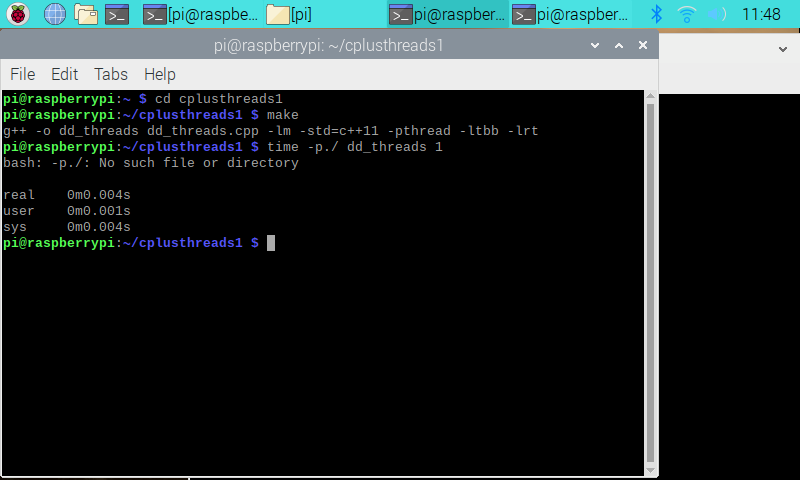 [pi@raspbe...
[pi]
pi@raspber...
pi@raspber...
11:48
pi@raspberrypi: ~/cplusthreads1
File Edit Tabs Help
pi@raspberrypi:~ $ cd cplusthreads1
pi@raspberrypi:~/cplusthreads1 $ make
g++ -o dd_threads dd_threads.cpp -lm -std=c++11 -pthread -ltbb -lrt
pi@raspberrypi:~/cplusthreads1 $ time -p./ dd_threads 1
bash: -p./: No such file or directory
real 0m0.004s
user 0m0.001s
sys 0m0.004s
pi@raspberrypi:~/cplusthreads1 $